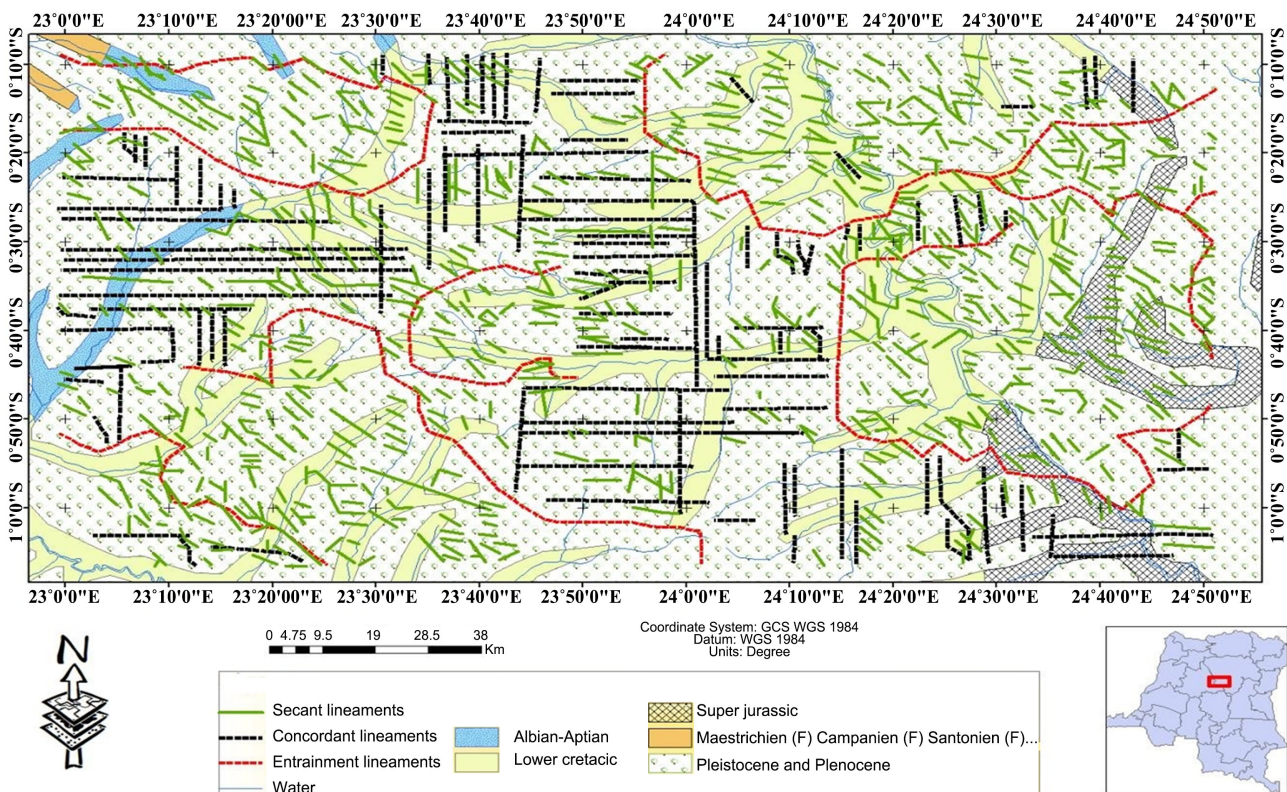 23°0'0"E 23°10'0"E 23°20'0"E 23°30'0"E 23°40'0"E 23°50'0"E 24°0'0"E 24°10'0"E 24°20'0"E 24°30'0"E 24°40'0"E 24°50'0"E
0°10'0"S 0°10'0"S
0°20'0"S 0°20'0"S
0°30'0"S 0°30'0"S
0°40'0"S 0°40'0"S
0°50'0"S 0°50'0"S
1°0'0"S 1°0'0"S
23°0'0"E 23°10'0"E 23°20'0"E 23°30'0"E 23°40'0"E 23°50'0"E 24°0'0"E 24°10'0"E 24°20'0"E 24°30'0"E 24°40'0"E 24°50'0"E
N
0 4.75 9.5 19 28.5 38
Km
Coordinate System: GCS WGS 1984
Datum: WGS 1984
Units: Degree
Secant lineaments
Concordant lineaments
Entrainment lineaments
Water
Albian-Aptian
Lower cretacic
Super jurassic
Maestrichien (F) Campanien (F) Santonien (F)...
Pleistocene and Plenocene